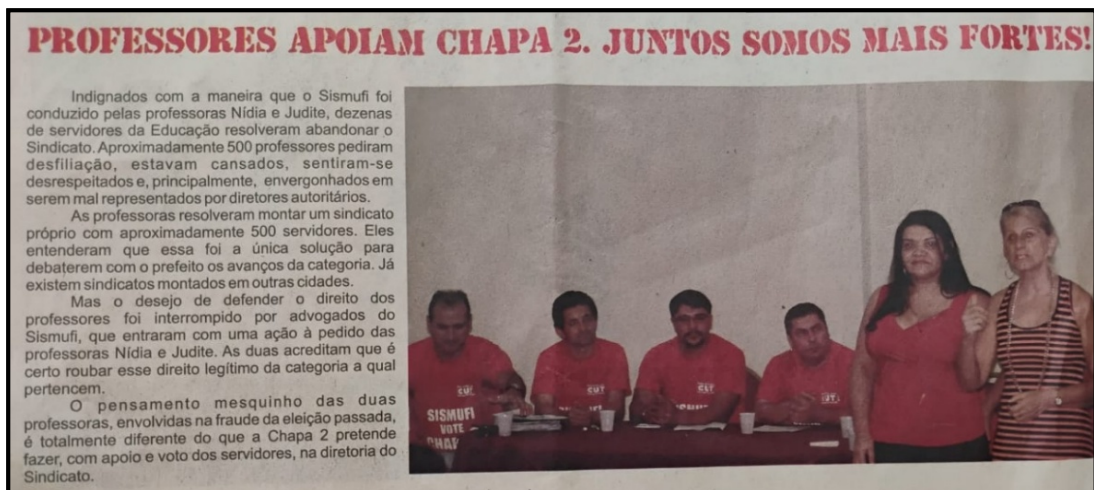 PROFESSORES APOIAM CHAPA 2. JUNTOS SOMOS MAIS FORTES!
Indignados com a maneira que o Sismufi foi
conduzido pelas professoras Nídia e Judite, dezenas
de servidores da Educação resolveram abandonar o
Sindicato. Aproximadamente 500 professores pediram
desfiliação, estavam cansados, sentiram-se
desrespeitados e, principalmente, envergonhados em
serem mal representados por diretores autoritários.
As professoras resolveram montar um sindicato
próprio com aproximadamente 500 servidores. Eles
entenderam que essa foi a única solução para
debaterem com o prefeito os avanços da categoria. Já
existem sindicatos montados em outras cidades.
Mas o desejo de defender o direito dos
professores foi interrompido por advogados do
Sismufi, que entraram com uma ação à pedido das
professoras Nídia e Judite. As duas acreditam que é
certo roubar esse direito legítimo da categoria a qual
pertencem.
O pensamento mesquinho das duas
professoras, envolvidas na fraude da eleição passada,
é totalmente diferente do que a Chapa 2 pretende
fazer, com apoio e voto dos servidores, na diretoria do
Sindicato.
CUT
SISMUFI
VOTE
CUT